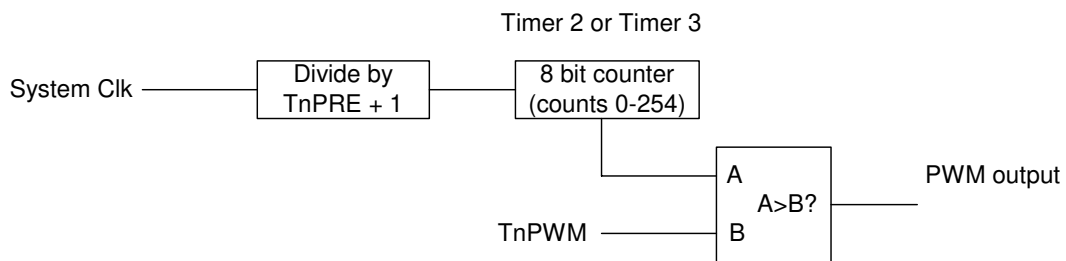 Timer 2 or Timer 3
System Clk
Divide by
TnPRE + 1
8 bit counter
(counts 0-254)
A
A>B?
B
TnPWM
PWM output